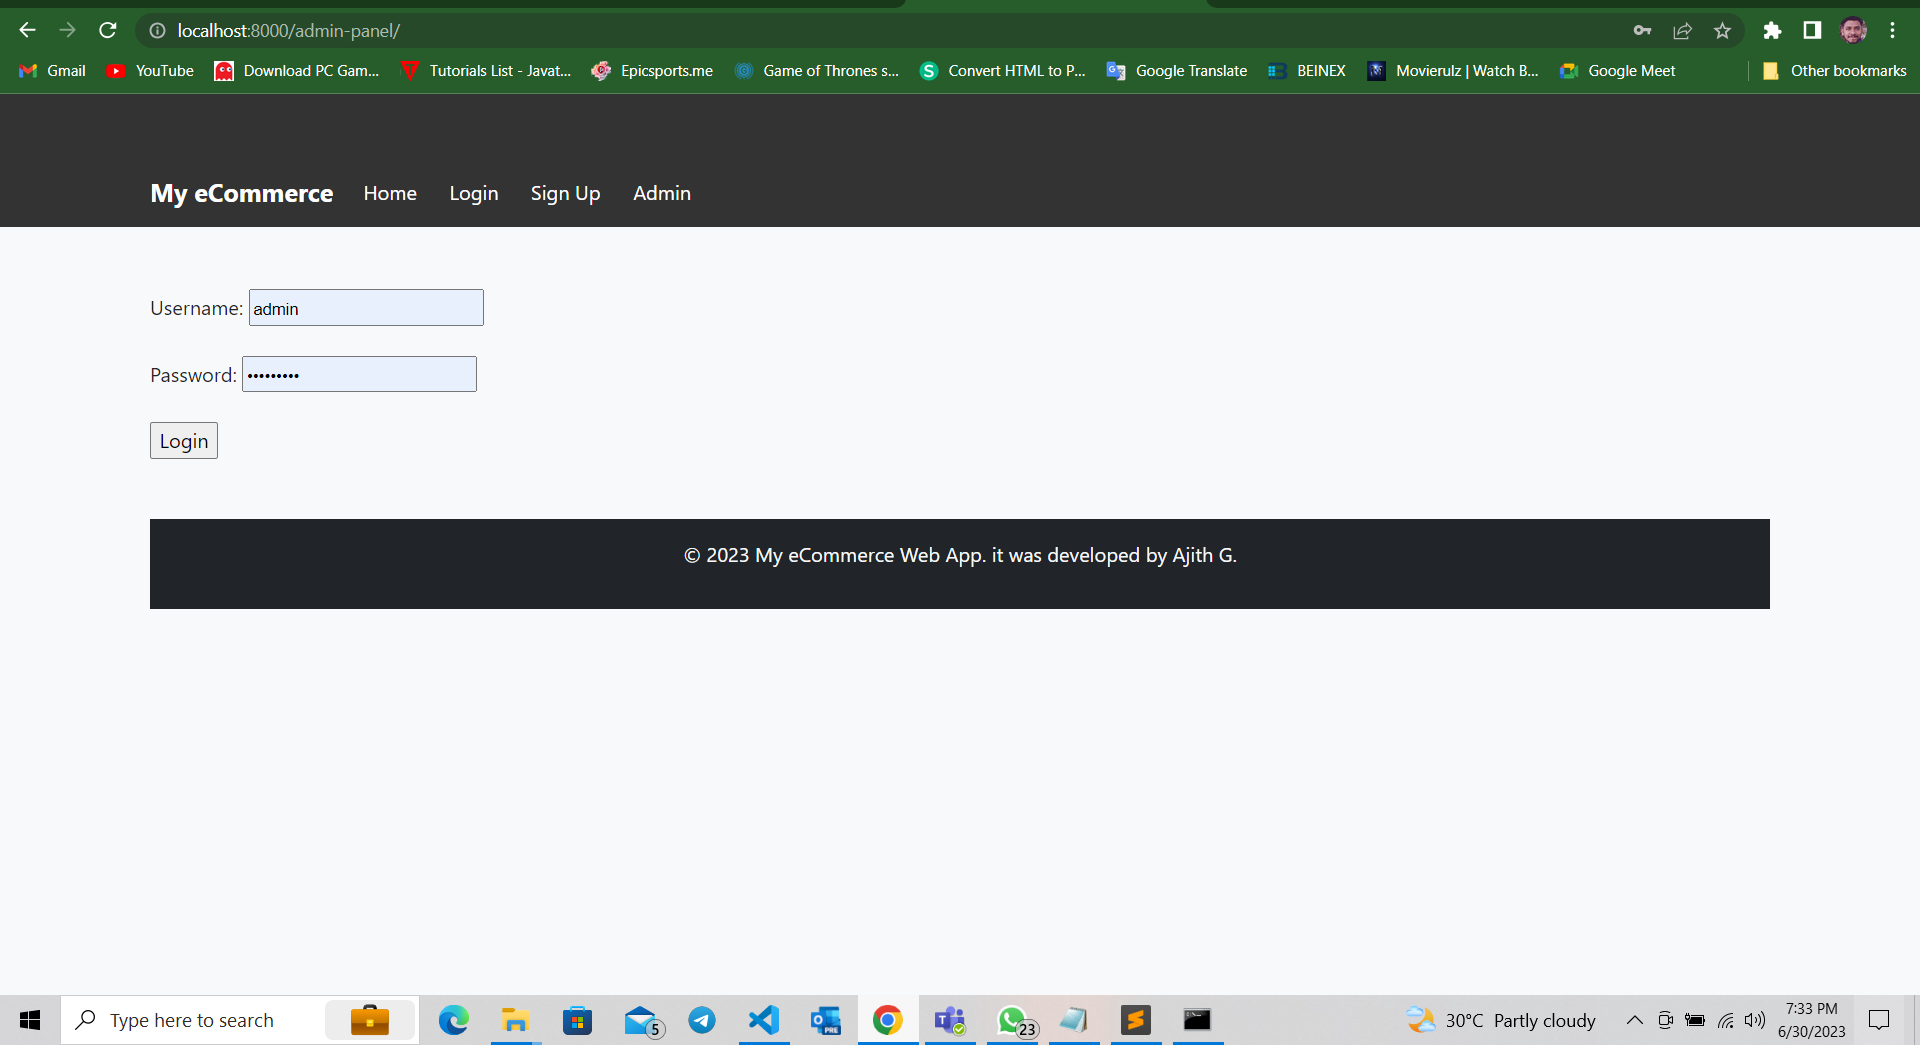 localhost:8000/admin-panel/
Gmail YouTube Download PC Gam... Tutorials List - Javat... Epicsports.me Game of Thrones s... Convert HTML to P... Google Translate BEINEX Movierulz | Watch B... Google Meet Other bookmarks
My eCommerce Home Login Sign Up Admin
Username: admin
Password: •••••••••
Login
© 2023 My eCommerce Web App. it was developed by Ajith G.
Type here to search 5 PRE 23 30°C Partly cloudy 7:33 PM
6/30/2023